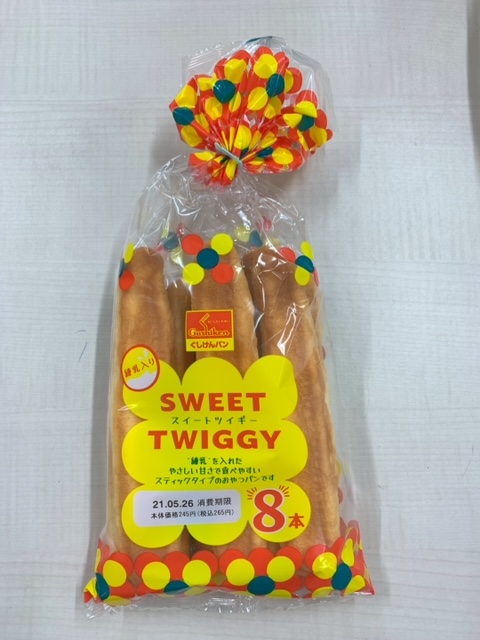 Gushiken
ぐしけんパン
練乳入り
SWEET
スイートツイギー
TWIGGY
"練乳"を入れた
やさしい甘さで食べやすい
スティックタイプのおやつパンです
21.05.26 消費期限
本体価格245円(税込265円)
8本